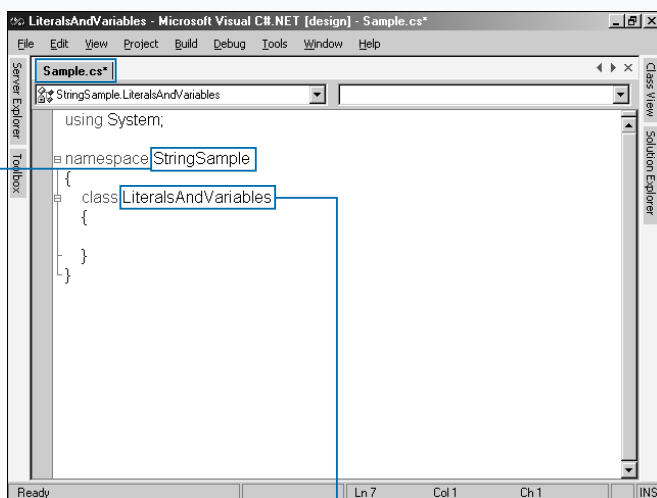 LiteralsAndVariables - Microsoft Visual C#.NET [design] - Sample.cs*
File Edit View Project Build Debug Tools Window Help
Sample.cs*
StringSample.LiteralsAndVariables
Server Explorer
Toolbox
Class View
Solution Explorer
using System;
namespace StringSample
{
class LiteralsAndVariables
{
}
}
Ready Ln 7 Col 1 Ch 1 INS